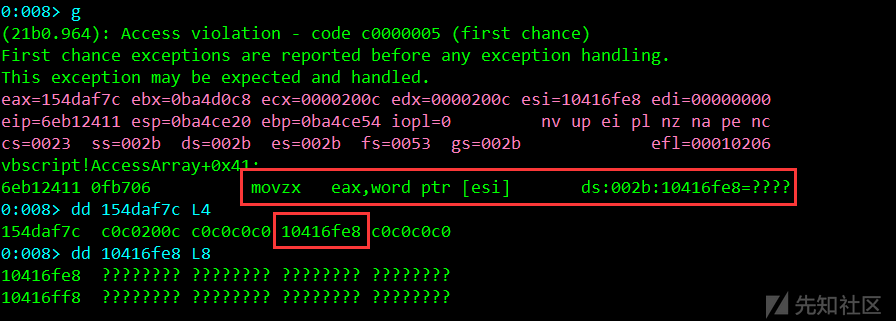 0:008> g
(21b0.964): Access violation - code c0000005 (first chance)
First chance exceptions are reported before any exception handling.
This exception may be expected and handled.
eax=154daf7c ebx=0ba4d0c8 ecx=0000200c edx=0000200c esi=10416fe8 edi=00000000
eip=6eb12411 esp=0ba4ce20 ebp=0ba4ce54 iopl=0         nv up ei pl nz na pe nc
cs=0023  ss=002b  ds=002b  es=002b  fs=0053  gs=002b             efl=00010206
vbscript!AccessArray+0x41:
6eb12411 0fb706          movzx   eax,word ptr [esi]       ds:002b:10416fe8=????
0:008> dd 154daf7c L4
154daf7c  c0c0200c c0c0c0c0 10416fe8 c0c0c0c0
0:008> dd 10416fe8 L8
10416fe8  ???????? ???????? ???????? ????????
10416ff8  ???????? ???????? ???????? ????????
先知社区